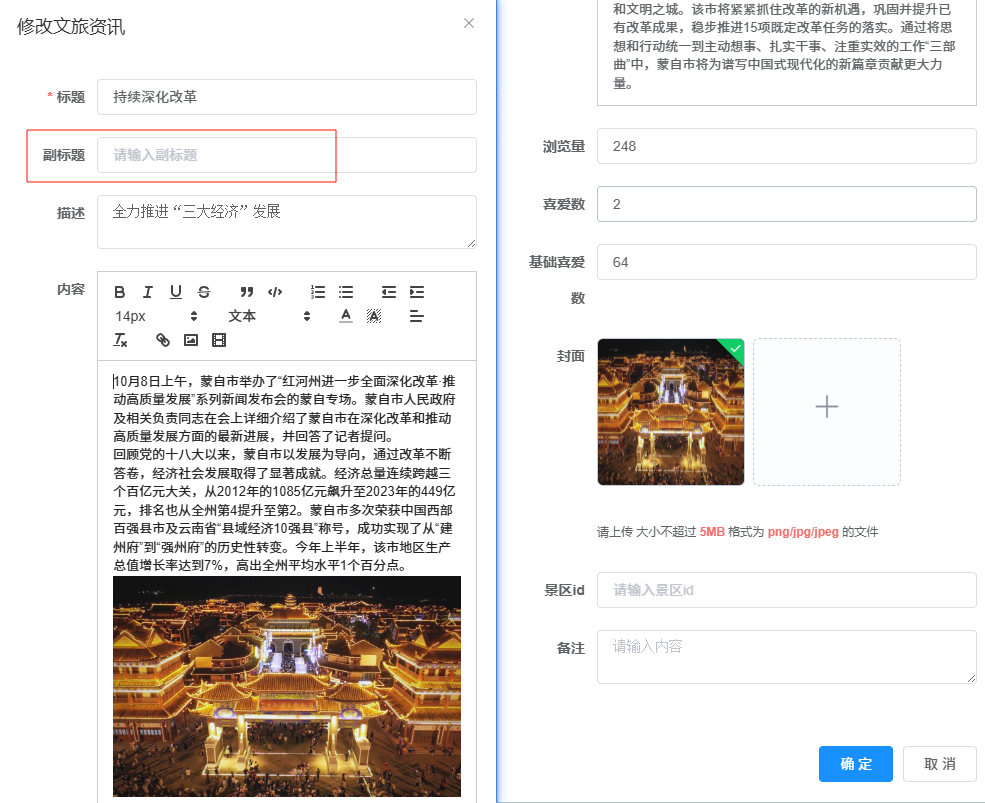 修改文旅资讯
* 标题
持续深化改革
副标题
请输入副标题
描述
全力推进“三大经济”发展
内容
14px
文本
10月8日上午，蒙自市举办了“红河州进一步全面深化改革·推
动高质量发展”系列新闻发布会的蒙自专场。蒙自市人民政府
及相关负责同志在会上详细介绍了蒙自市在深化改革和推动
高质量发展方面的最新进展，并回答了记者提问。
回顾党的十八大以来，蒙自市以发展为导向，通过改革不断
答卷，经济社会发展取得了显著成就。经济总量连续跨越三
个百亿元大关，从2012年的1085亿元飙升至2023年的449亿
元，排名也从全州第4提升至第2。蒙自市多次荣获中国西部
百强县市及云南省“县域经济10强县”称号，成功实现了从“建
州府”到“强州府”的历史性转变。今年上半年，该市地区生产
总值增长率达到7%，高出全州平均水平1个百分点。
和文明之城。该市将紧紧抓住改革的新机遇，巩固并提升已
有改革成果，稳步推进15项既定改革任务的落实。通过将思
想和行动统一到主动想事、扎实干事、注重实效的工作“三部
曲”中，蒙自市将为谱写中国式现代化的新篇章贡献更大力
量。
浏览量
248
喜爱数
2
基础喜爱
数
64
封面
请上传 大小不超过 5MB 格式为 png/jpg/jpeg 的文件
景区id
请输入景区id
备注
请输入内容
确 定
取 消